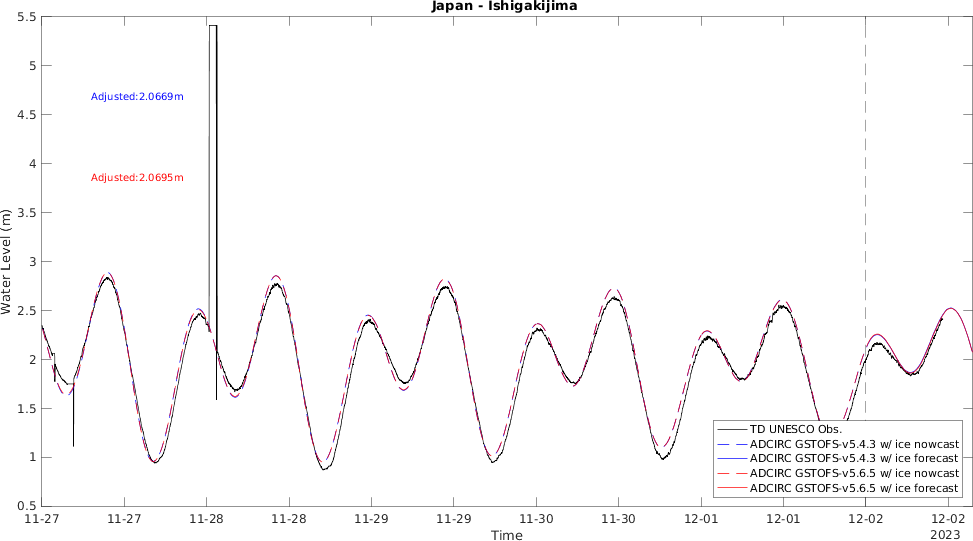 Japan - Ishigakijima
5.5
5
4.5
4
3.5
3
2.5
2
1.5
1
0.5
Water Level (m)
Adjusted:2.0669m
Adjusted:2.0695m
TD UNESCO Obs.
ADCIRC GSTOFS-v5.4.3 w/ ice nowcast
ADCIRC GSTOFS-v5.4.3 w/ ice forecast
ADCIRC GSTOFS-v5.6.5 w/ ice nowcast
ADCIRC GSTOFS-v5.6.5 w/ ice forecast
11-27 11-27 11-28 11-28 11-29 11-29 11-30 11-30 12-01 12-01 12-02 12-02
2023
Time